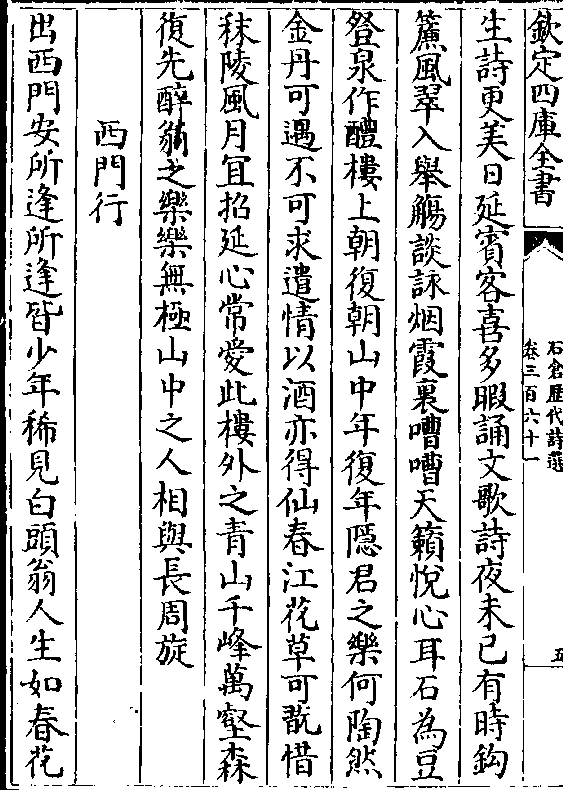 欽定四庫全書
石倉歴代詩選
卷三百六十一
五
生詩更美日延賓客喜多暇誦文歌詩夜未已有時鈎
簾風翠入舉觴談詠烟霞裏嘈嘈天籟悅心耳石為豆
登泉作醴樓上朝復朝山中年復年隱君之樂何陶然
金丹可遇不可求遣情以酒亦得仙春江花草可翫惜
秣陵風月宜招延心常愛此樓外之青山千峰萬壑森
復先醉翁之樂樂無極山中之人相與長周旋
西門行
出西門安所逢所逢皆少年稀見白頭翁人生如春花